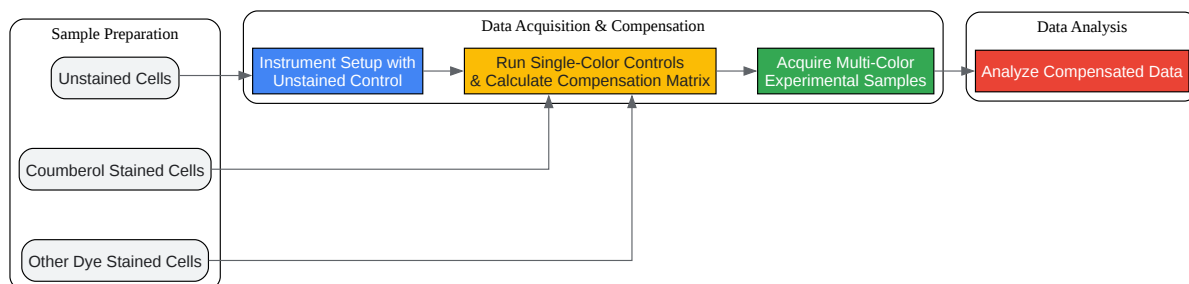 Sample Preparation
Unstained Cells
Coumberol Stained Cells
Other Dye Stained Cells
Data Acquisition & Compensation
Instrument Setup with
Unstained Control
Run Single-Color Controls
& Calculate Compensation Matrix
Acquire Multi-Color
Experimental Samples
Data Analysis
Analyze Compensated Data